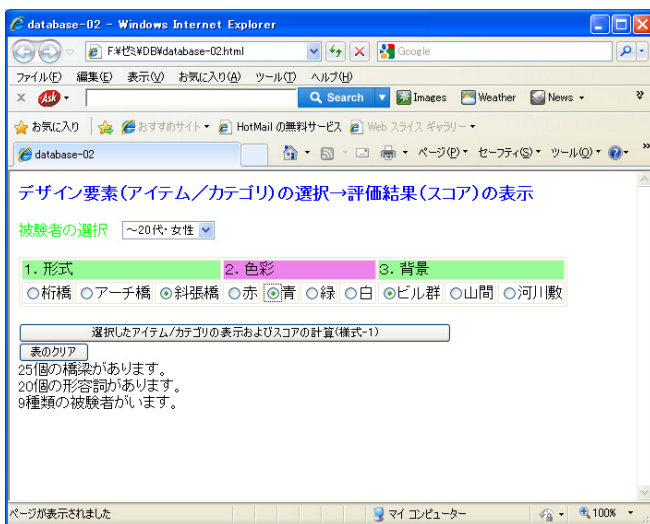 database-02 - Windows Internet Explorer
F:¥ゼミ¥DB¥database-02.html
Google
ファイル(F) 編集(E) 表示(V) お気に入り(A) ツール(T) ヘルプ(H)
x Ask Search Images Weather News
お気に入り おすすめサイト HotMail の無料サービス Web スライス ギャラリー
database-02 ページ(P) セーフティ(S) ツール(O)
デザイン要素(アイテム／カテゴリ)の選択→評価結果(スコア)の表示
被験者の選択 ～20代・女性
1. 形式 2. 色彩 3. 背景
桁橋 アーチ橋 斜張橋 赤 青 緑 白 ビル群 山間 河川敷
選択したアイテム/カテゴリの表示およびスコアの計算(様式-1)
表のクリア
25個の橋梁があります。
20個の形容詞があります。
9種類の被験者がいます。
ページが表示されました マイ コンピューター 100%